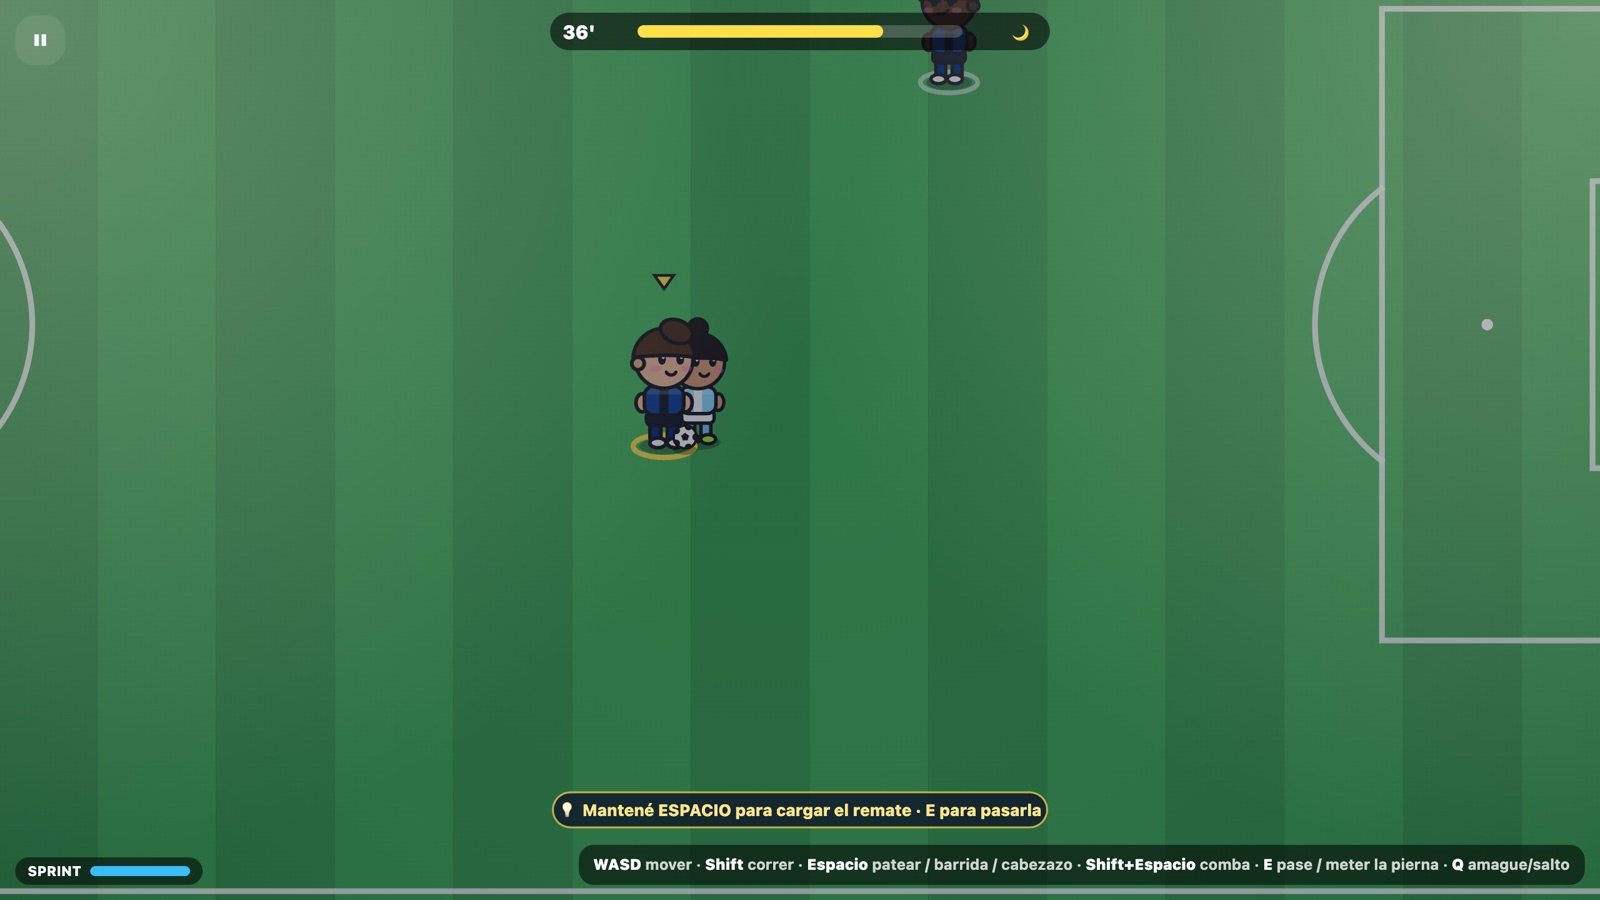 36'
Mantené ESPACIO para cargar el remate · E para pasarla
SPRINT
WASD mover · Shift correr · Espacio patear / barrida / cabezazo · Shift+Espacio comba · E pase / meter la pierna · Q amague/salto